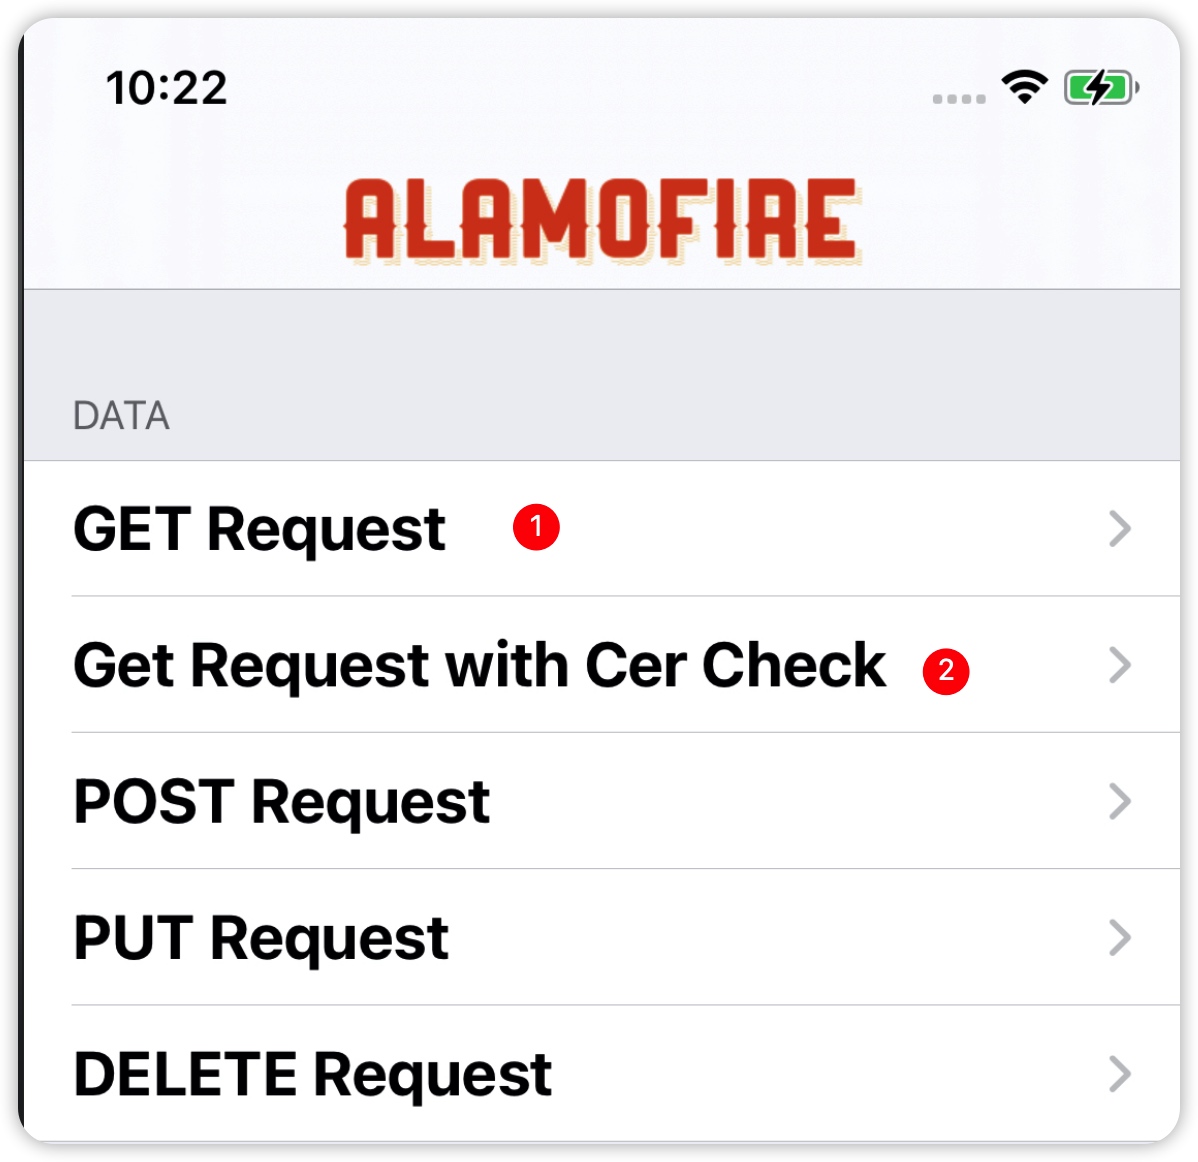 10:22
ALAMOFIRE
DATA
GET Request 1
Get Request with Cer Check 2
POST Request
PUT Request
DELETE Request